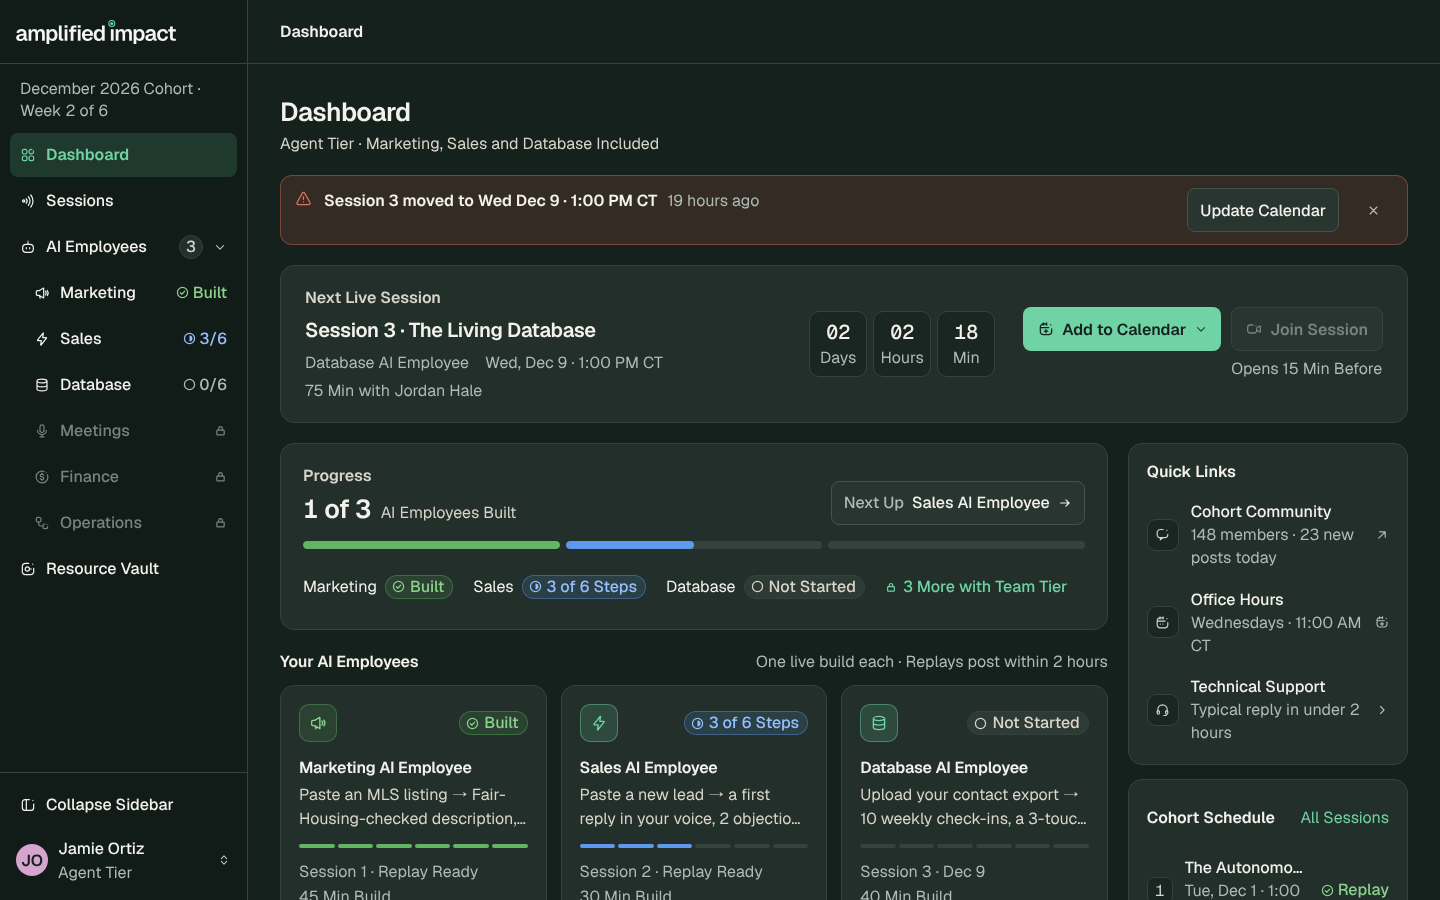 amplified impact
Dashboard
December 2026 Cohort ·
Week 2 of 6
Dashboard
Sessions
AI Employees 3
Marketing Built
Sales 3/6
Database 0/6
Meetings
Finance
Operations
Resource Vault
Collapse Sidebar
JO
Jamie Ortiz
Agent Tier
Dashboard
Agent Tier · Marketing, Sales and Database Included
Session 3 moved to Wed Dec 9 · 1:00 PM CT 19 hours ago
Update Calendar
Next Live Session
Session 3 · The Living Database
Database AI Employee Wed, Dec 9 · 1:00 PM CT
75 Min with Jordan Hale
02 02 18
Days Hours Min
Add to Calendar
Join Session
Opens 15 Min Before
Progress
1 of 3 AI Employees Built
Next Up Sales AI Employee →
Marketing Built Sales 3 of 6 Steps Database Not Started 3 More with Team Tier
Your AI Employees
One live build each · Replays post within 2 hours
Built
Marketing AI Employee
Paste an MLS listing → Fair-
Housing-checked description,...
Session 1 · Replay Ready
45 Min Build
3 of 6 Steps
Sales AI Employee
Paste a new lead → a first
reply in your voice, 2 objectio...
Session 2 · Replay Ready
30 Min Build
Not Started
Database AI Employee
Upload your contact export →
10 weekly check-ins, a 3-touc...
Session 3 · Dec 9
40 Min Build
Quick Links
Cohort Community
148 members · 23 new
posts today
Office Hours
Wednesdays · 11:00 AM
CT
Technical Support
Typical reply in under 2
hours
Cohort Schedule All Sessions
The Autonomo...
1 Tue, Dec 1 · 1:00 Replay